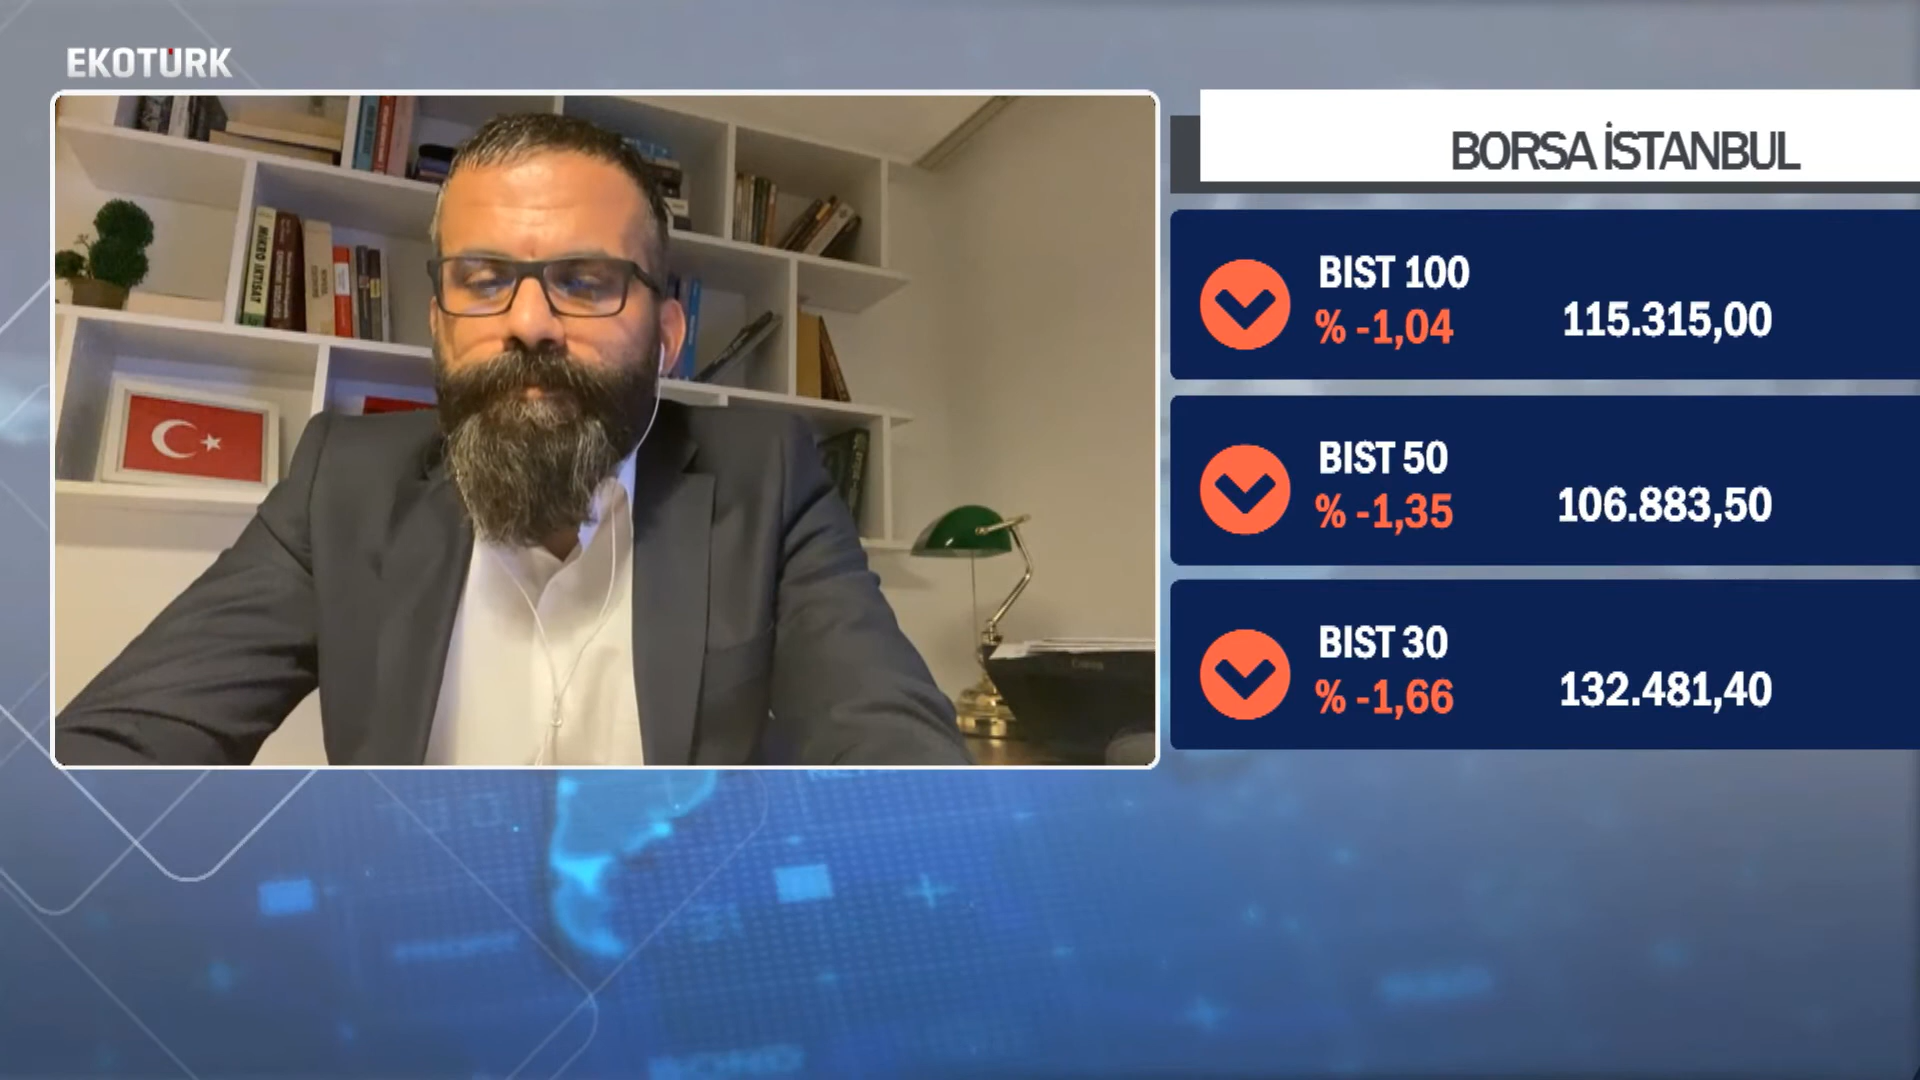 EKOTÜRK
MİKRO İKTİSAT
BORSA İSTANBUL
BIST 100
% -1,04
115.315,00
BIST 50
% -1,35
106.883,50
BIST 30
% -1,66
132.481,40